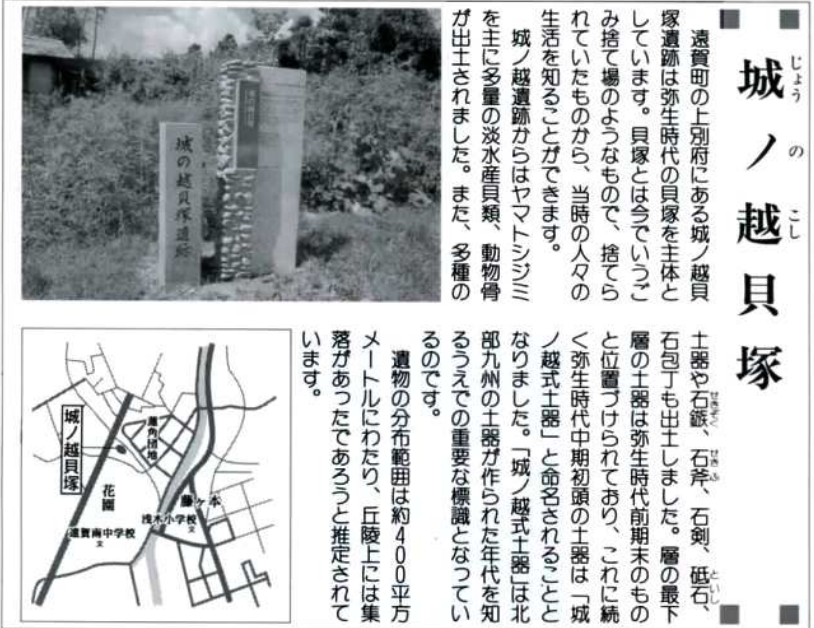 城ノ越貝塚
じょう の こし
遠賀町の上別府にある城ノ越貝
塚遺跡は弥生時代の貝塚を主体と
しています。貝塚とは今でいうご
み捨て場のようなもので、捨てら
れていたものから、当時の人々の
生活を知ることができます。
城ノ越遺跡からはヤマトシジミ
を主に多量の淡水産貝類、動物骨
が出土されました。また、多種の
土器や石鏃、石斧、石剣、砥石、
せきぞく せきふ といし
石包丁も出土しました。層の最下
層の土器は弥生時代前期末のもの
と位置づけられており、これに続
く弥生時代中期初頭の土器は「城
ノ越式土器」と命名されることと
なりました。「城ノ越式土器」は北
部九州の土器が作られた年代を知
るうえでの重要な標識となってい
るのです。
遺物の分布範囲は約400平方
メートルにわたり、丘陵上には集
落があったであろうと推定されて
います。
城の越貝塚遺跡
城ノ越貝塚
蓮角団地
花園
藤ケ本
浅木小学校
文
遠賀南中学校
文